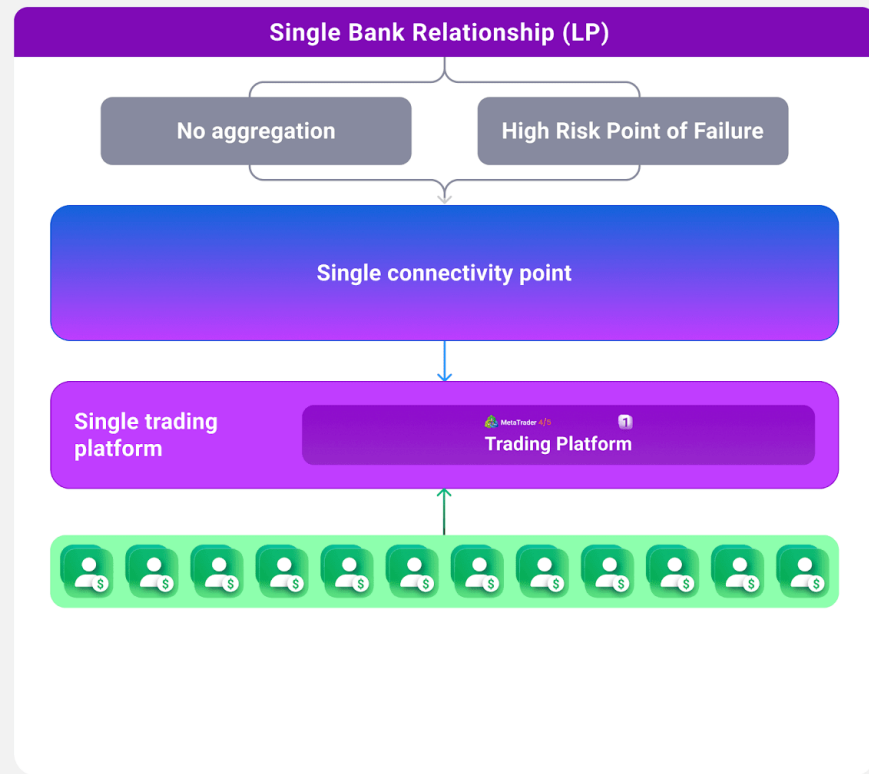 Single Bank Relationship (LP)
No aggregation
High Risk Point of Failure
Single connectivity point
Single trading
platform
MetaTrader 4/5
1
Trading Platform
$ $ $ $ $ $ $ $ $ $ $ $